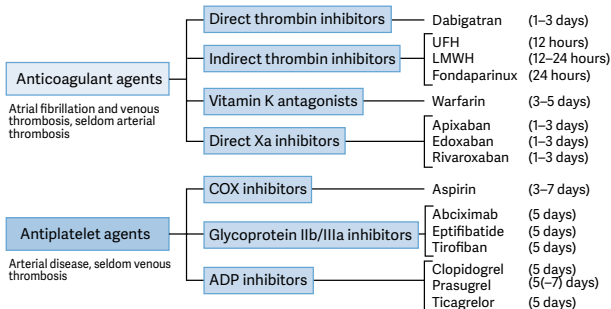 Direct thrombin inhibitors
Dabigatran (1–3 days)
Indirect thrombin inhibitors
UFH (12 hours)
LMWH (12–24 hours)
Fondaparinux (24 hours)
Anticoagulant agents
Atrial fibrillation and venous
thrombosis, seldom arterial
thrombosis
Vitamin K antagonists
Warfarin (3–5 days)
Direct Xa inhibitors
Apixaban (1–3 days)
Edoxaban (1–3 days)
Rivaroxaban (1–3 days)
COX inhibitors
Aspirin (3–7 days)
Antiplatelet agents
Arterial disease, seldom venous
thrombosis
Glycoprotein IIb/IIIa inhibitors
Abciximab (5 days)
Eptifibatide (5 days)
Tirofiban (5 days)
ADP inhibitors
Clopidogrel (5 days)
Prasugrel (5(–7) days)
Ticagrelor (5 days)